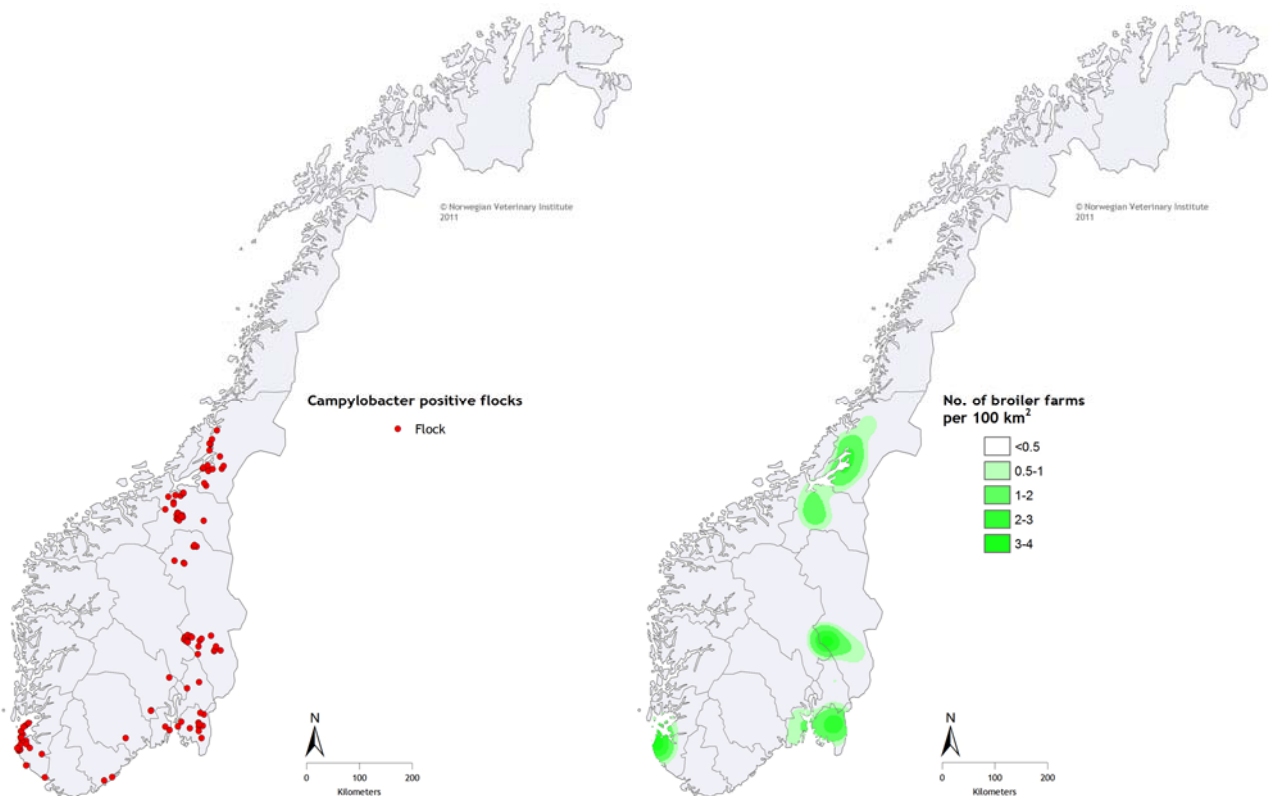 © Norwegian Veterinary Institute
2011
Campylobacter positive flocks
Flock
N
0 100 200
Kilometers
© Norwegian Veterinary Institute
2011
No. of broiler farms
per 100 km²
<0.5
0.5-1
1-2
2-3
3-4
N
0 100 200
Kilometers